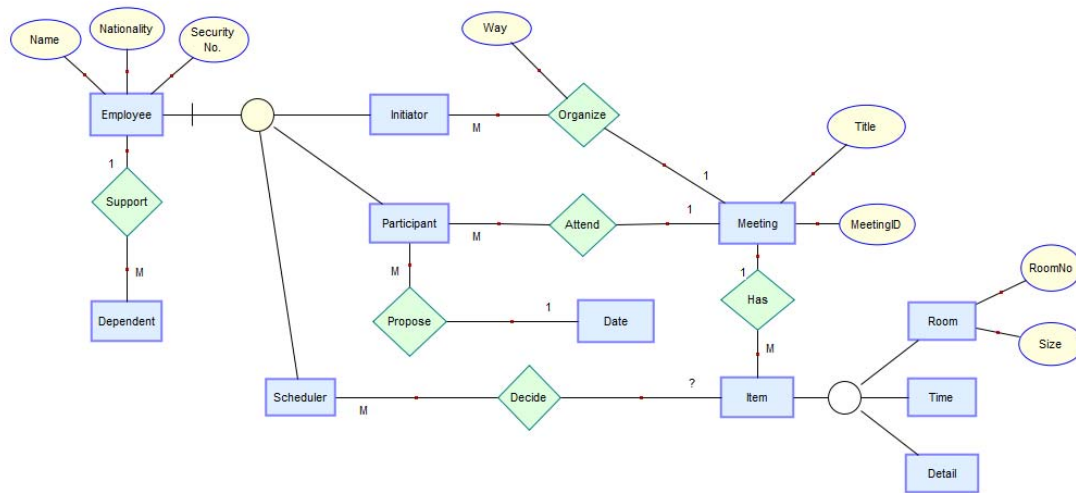 Name
Nationality
Security
No.
Way
Employee
Initiator
M
Organize
Title
1
Support
1
Participant
M
Attend
1
Meeting
MeetingID
M
Dependent
M
Propose
1
Date
1
Has
M
RoomNo
Room
Size
Scheduler
M
Decide
?
Item
Time
Detail